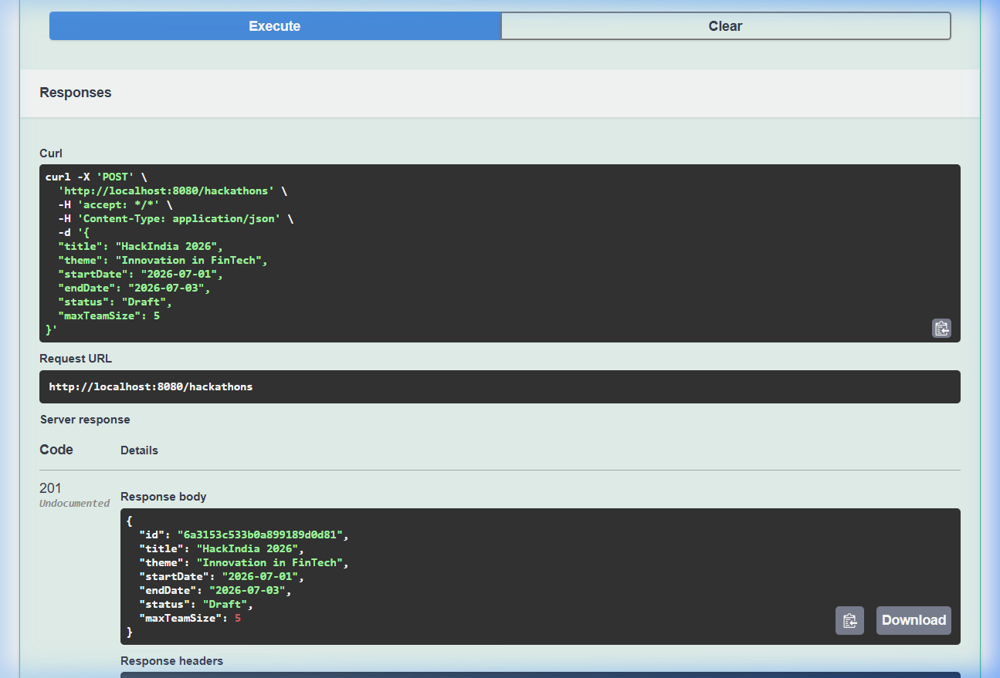 Execute
Clear
Responses
Curl
curl -X 'POST' \
  'http://localhost:8080/hackathons' \
  -H 'accept: */*' \
  -H 'Content-Type: application/json' \
  -d '{
  "title": "HackIndia 2026",
  "theme": "Innovation in FinTech",
  "startDate": "2026-07-01",
  "endDate": "2026-07-03",
  "status": "Draft",
  "maxTeamSize": 5
}'
Request URL
http://localhost:8080/hackathons
Server response
Code
Details
201
Undocumented
Response body
{
  "id": "6a3153c533b0a899189d0d81",
  "title": "HackIndia 2026",
  "theme": "Innovation in FinTech",
  "startDate": "2026-07-01",
  "endDate": "2026-07-03",
  "status": "Draft",
  "maxTeamSize": 5
}
Download
Response headers